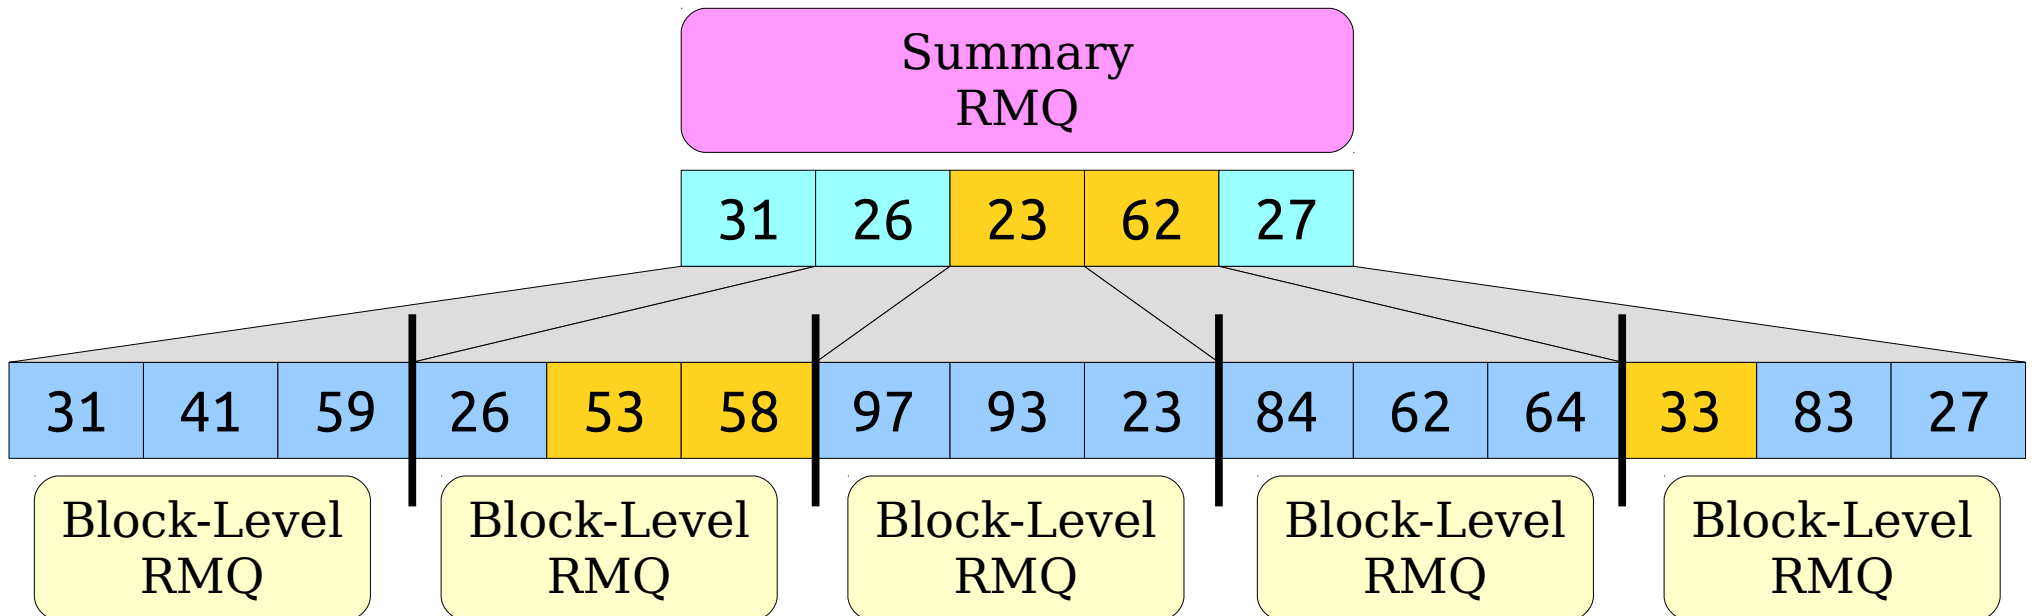 Summary
RMQ
31 26 23 62 27
31 41 59 26 53 58 97 93 23 84 62 64 33 83 27
Block-Level Block-Level Block-Level Block-Level Block-Level
RMQ RMQ RMQ RMQ RMQ